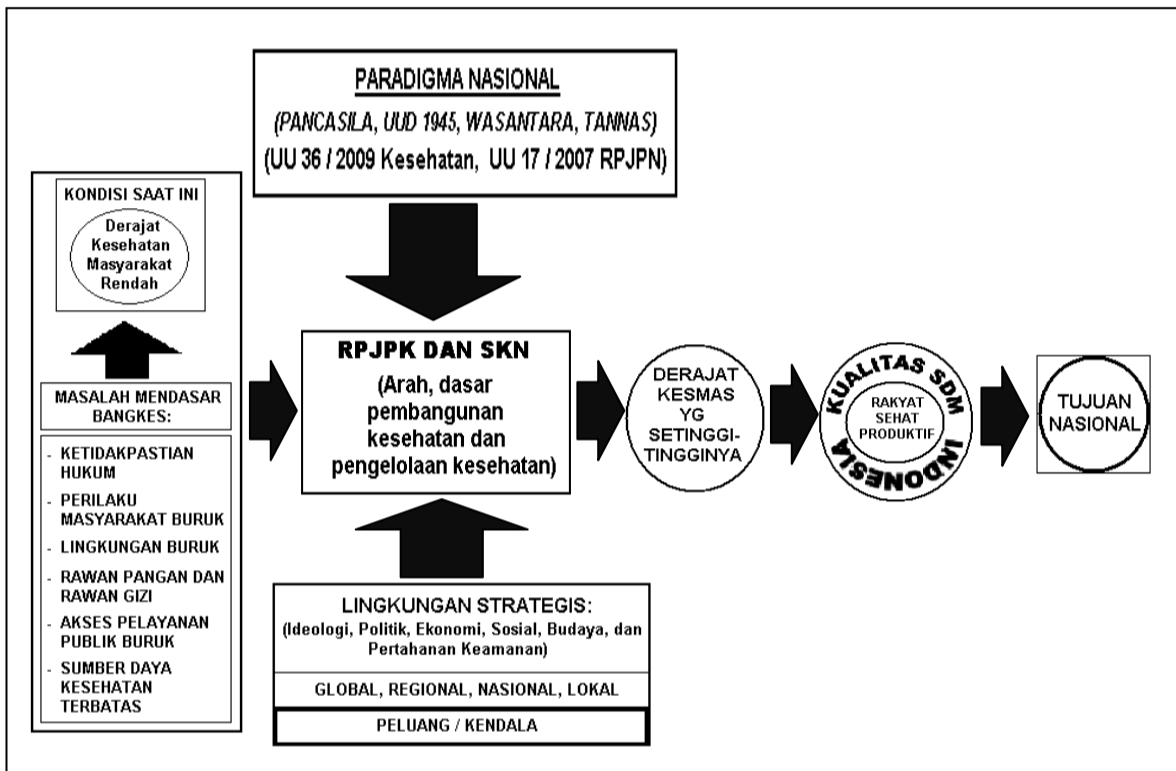 PARADIGMA NASIONAL
(PANCASILA, UUD 1945, WASANTARA, TANNAS)
(UU 36 / 2009 Kesehatan, UU 17 / 2007 RPJPN)
KONDISI SAAT INI
Derajat
Kesehatan
Masyarakat
Rendah
MASALAH MENDASAR
BANGKES:
- KETIDAKPASTIAN
HUKUM
- PERILAKU
MASYARAKAT BURUK
- LINGKUNGAN BURUK
- RAWAN PANGAN DAN
RAWAN GIZI
- AKSES PELAYANAN
PUBLIK BURUK
- SUMBER DAYA
KESEHATAN
TERBATAS
RPJPK DAN SKN
(Arah, dasar
pembangunan
kesehatan dan
pengelolaan kesehatan)
LINGKUNGAN STRATEGIS:
(Ideologi, Politik, Ekonomi, Sosial, Budaya, dan
Pertahanan Keamanan)
GLOBAL, REGIONAL, NASIONAL, LOKAL
PELUANG / KENDALA
DERAJAT
KESMAS
YG
SETINGGI-
TINGGINYA
KUALITAS SDM INDONESIA
RAKYAT
SEHAT
PRODUKTIF
TUJUAN
NASIONAL